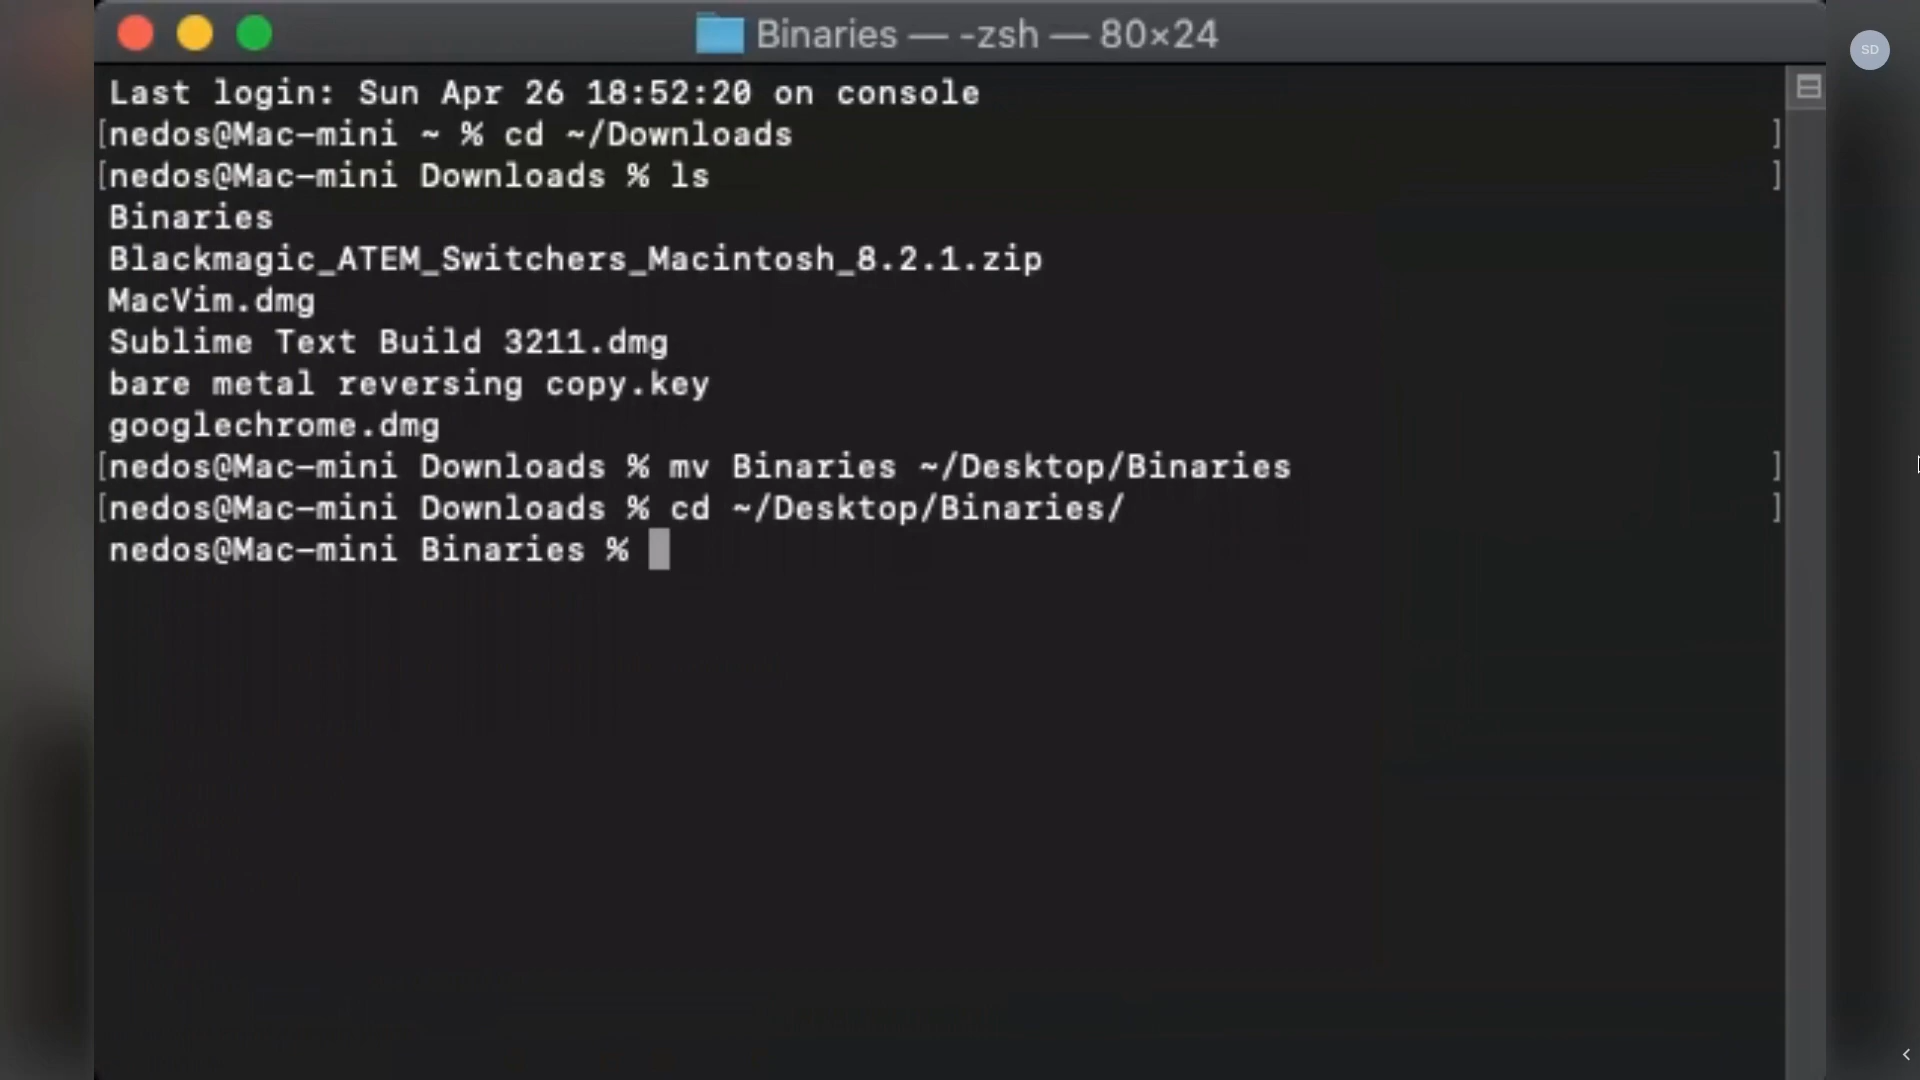 Binaries — -zsh — 80×24
SD
Last login: Sun Apr 26 18:52:20 on console
[nedos@Mac-mini ~ % cd ~/Downloads ]
[nedos@Mac-mini Downloads % ls ]
Binaries
Blackmagic_ATEM_Switchers_Macintosh_8.2.1.zip
MacVim.dmg
Sublime Text Build 3211.dmg
bare metal reversing copy.key
googlechrome.dmg
[nedos@Mac-mini Downloads % mv Binaries ~/Desktop/Binaries ]
[nedos@Mac-mini Downloads % cd ~/Desktop/Binaries/ ]
nedos@Mac-mini Binaries %